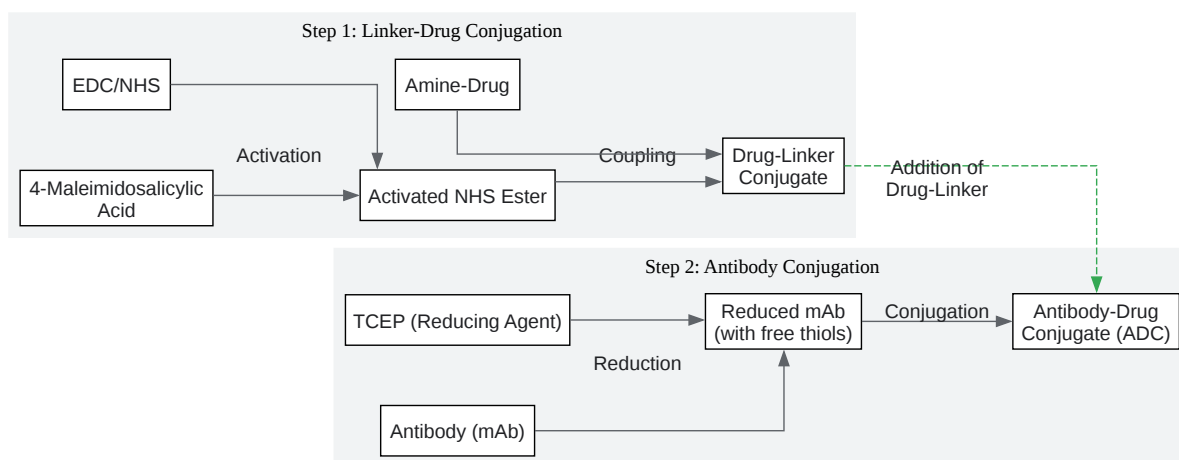 Step 1: Linker-Drug Conjugation
EDC/NHS
Amine-Drug
Activation
Coupling
Drug-Linker
Conjugate
Addition of
Drug-Linker
4-Maleimidosalicylic
Acid
Activated NHS Ester
Step 2: Antibody Conjugation
TCEP (Reducing Agent)
Reduced mAb
(with free thiols)
Conjugation
Antibody-Drug
Conjugate (ADC)
Reduction
Antibody (mAb)